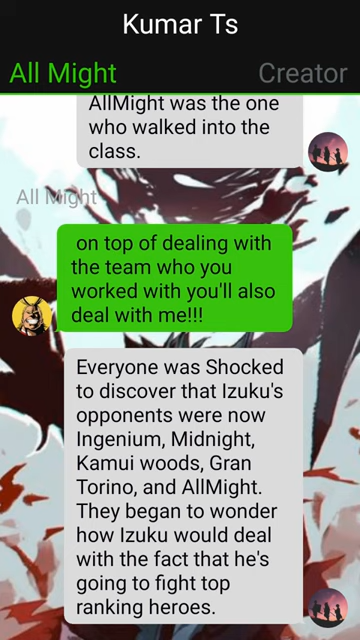 Kumar Ts
All Might
Creator
AllMight was the one
who walked into the
class.
All Might
on top of dealing with
the team who you
worked with you'll also
deal with me!!!
Everyone was Shocked
to discover that Izuku's
opponents were now
Ingenium, Midnight,
Kamui woods, Gran
Torino, and AllMight.
They began to wonder
how Izuku would deal
with the fact that he's
going to fight top
ranking heroes.